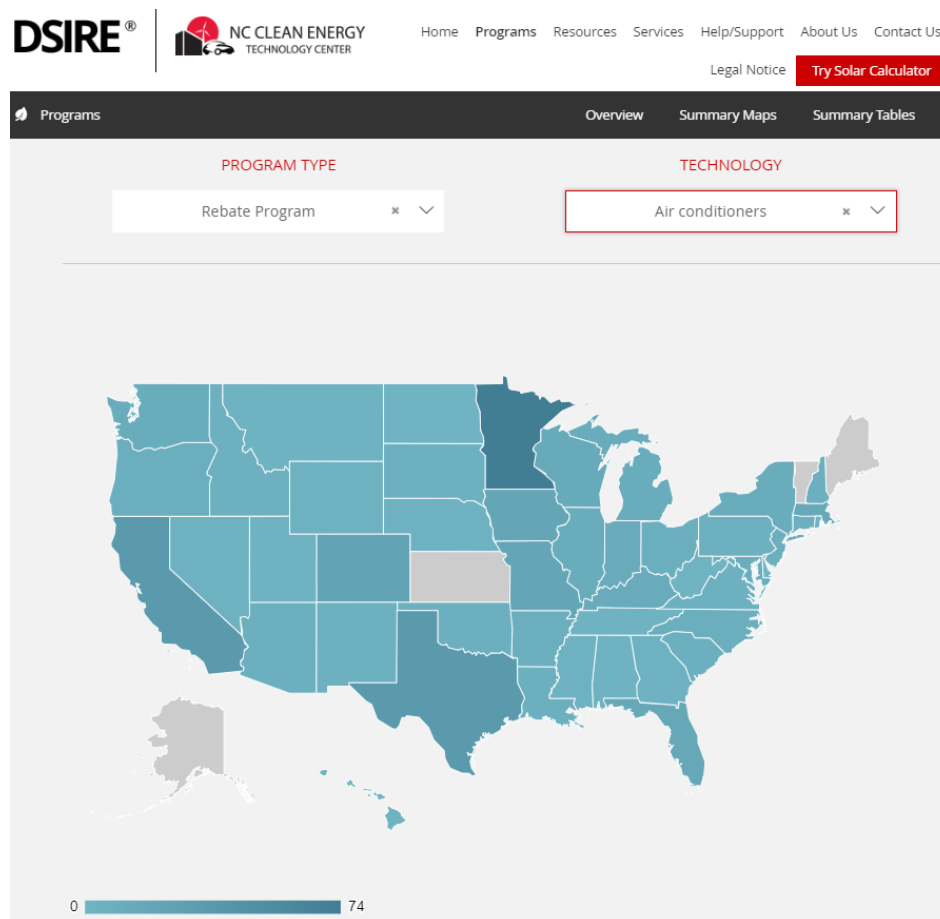 DSIRE®
NC CLEAN ENERGY
TECHNOLOGY CENTER
Home Programs Resources Services Help/Support About Us Contact Us
Legal Notice Try Solar Calculator
Programs Overview Summary Maps Summary Tables
PROGRAM TYPE TECHNOLOGY
Rebate Program Air conditioners
0 74